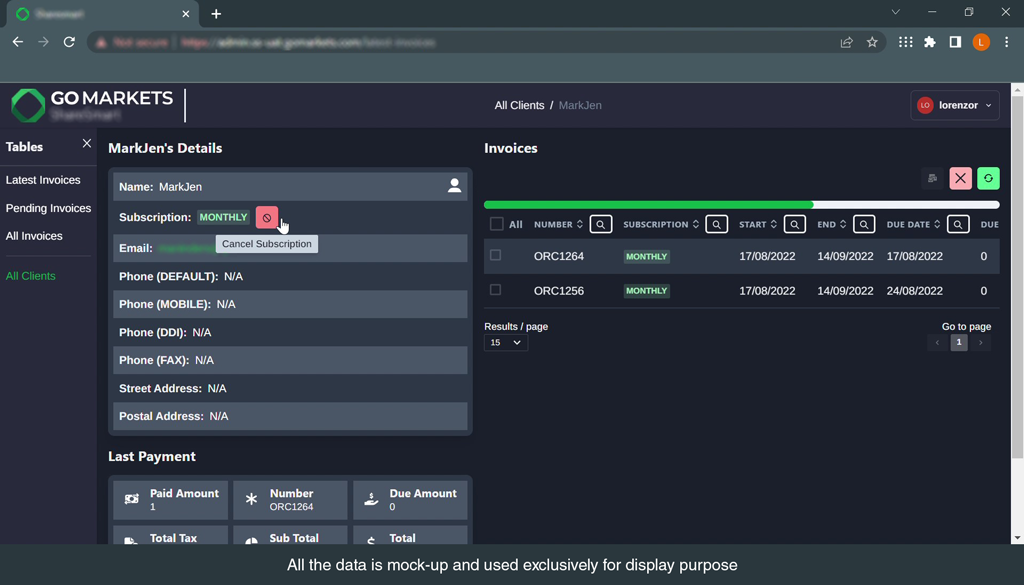 Not secure
L
GO MARKETS
All Clients / MarkJen
LO lorenzor
Tables
Latest Invoices
Pending Invoices
All Invoices
All Clients
MarkJen's Details
Name: MarkJen
Subscription: MONTHLY
Cancel Subscription
Email:
Phone (DEFAULT): N/A
Phone (MOBILE): N/A
Phone (DDI): N/A
Phone (FAX): N/A
Street Address: N/A
Postal Address: N/A
Last Payment
Paid Amount
1
Number
ORC1264
Due Amount
0
Total Tax
Sub Total
Total
Invoices
All NUMBER SUBSCRIPTION START END DUE DATE DUE
ORC1264 MONTHLY 17/08/2022 14/09/2022 17/08/2022 0
ORC1256 MONTHLY 17/08/2022 14/09/2022 24/08/2022 0
Results / page
15
Go to page
1
All the data is mock-up and used exclusively for display purpose